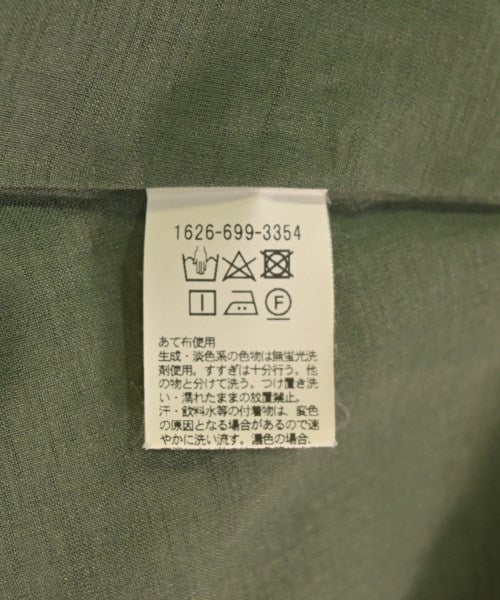 1626-699-3354
F
あて布使用
生成・淡色系の色物は無蛍光洗
剤使用。すすぎは十分行う。他
の物と分けて洗う。つけ置き洗
い・濡れたままの放置禁止。
汗・飲料水等の付着物は、変色
の原因となる場合があるので速
やかに洗い流す。濃色の場合、